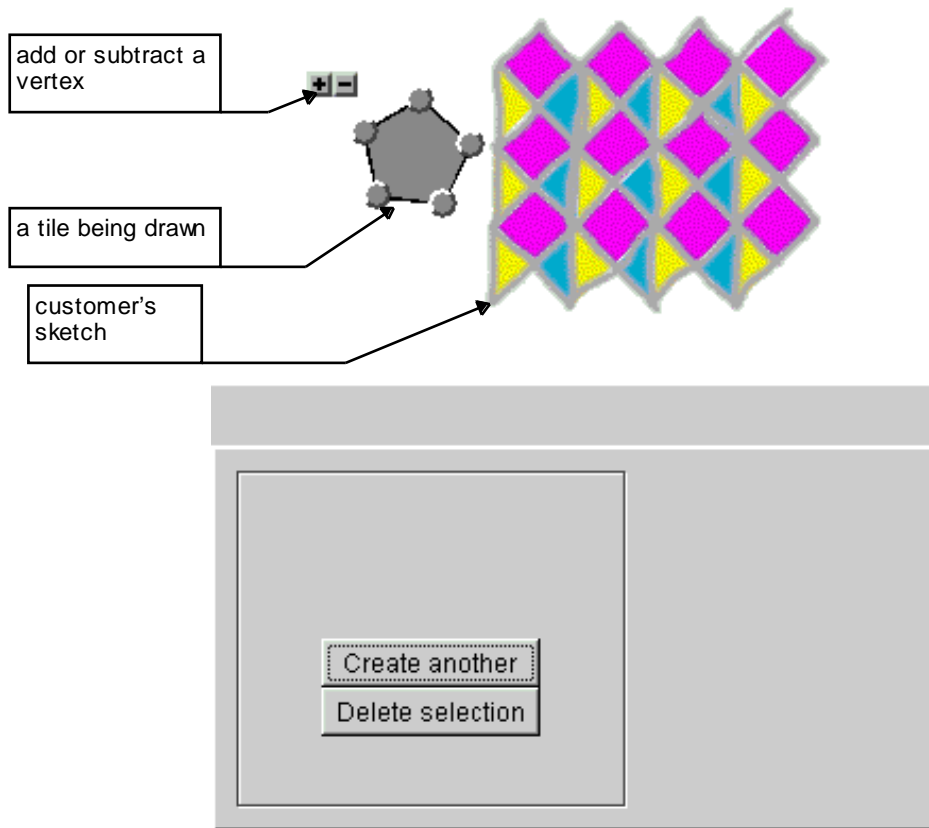 add or subtract a
vertex
+ -
a tile being drawn
customer's
sketch
Create another
Delete selection